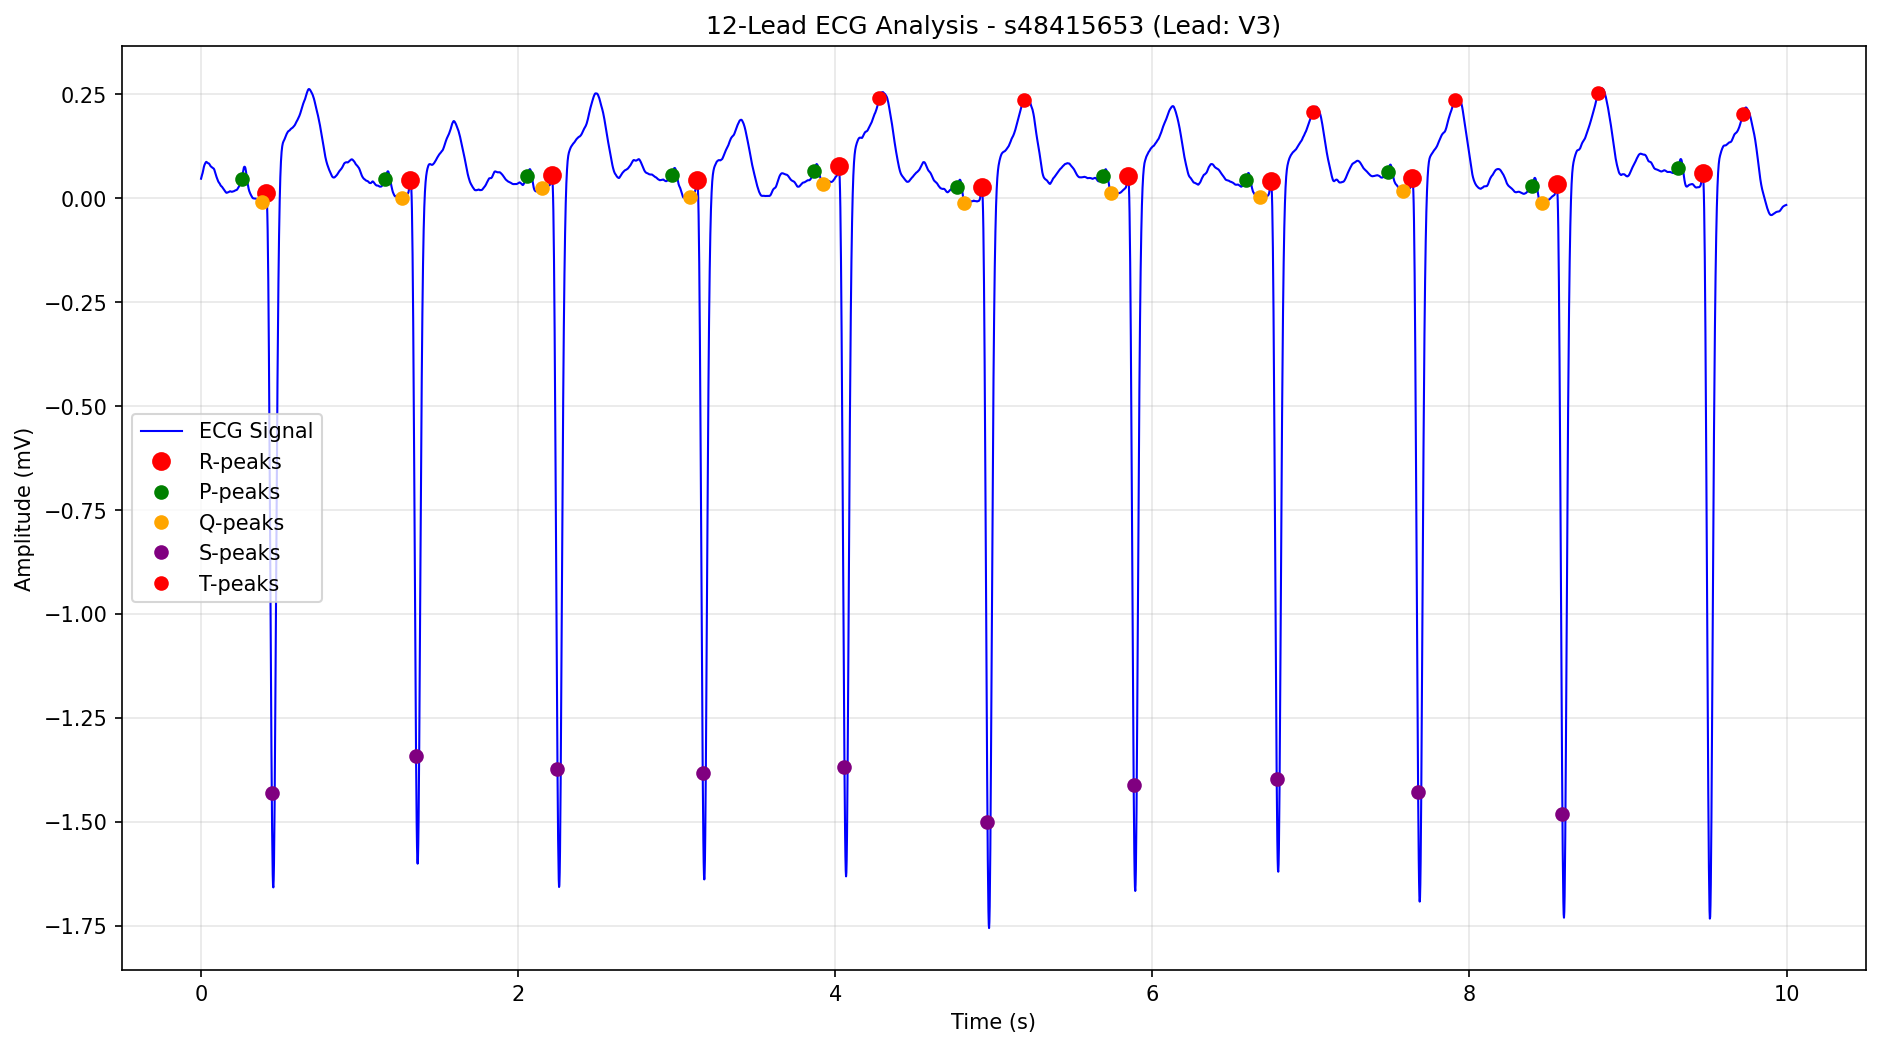 12-Lead ECG Analysis - s48415653 (Lead: V3)
Amplitude (mV)
0.25
0.00
−0.25
−0.50
−0.75
−1.00
−1.25
−1.50
−1.75
ECG Signal
R-peaks
P-peaks
Q-peaks
S-peaks
T-peaks
0 2 4 6 8 10
Time (s)